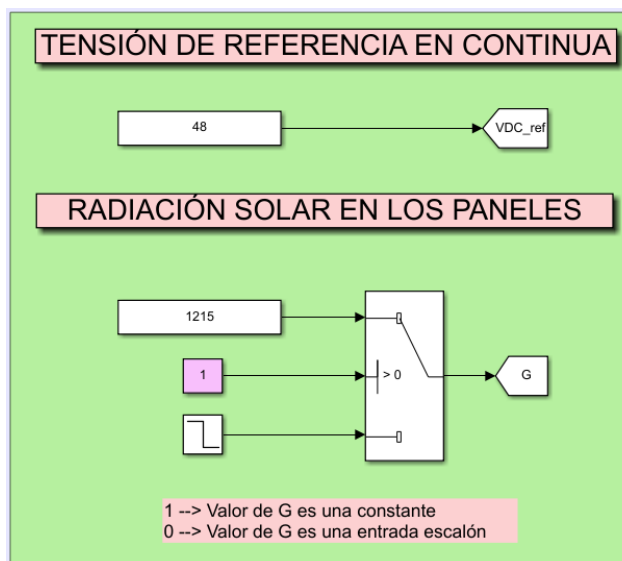 TENSIÓN DE REFERENCIA EN CONTINUA
48
VDC_ref
RADIACIÓN SOLAR EN LOS PANELES
1215
1
> 0
G
1 --> Valor de G es una constante
0 --> Valor de G es una entrada escalón